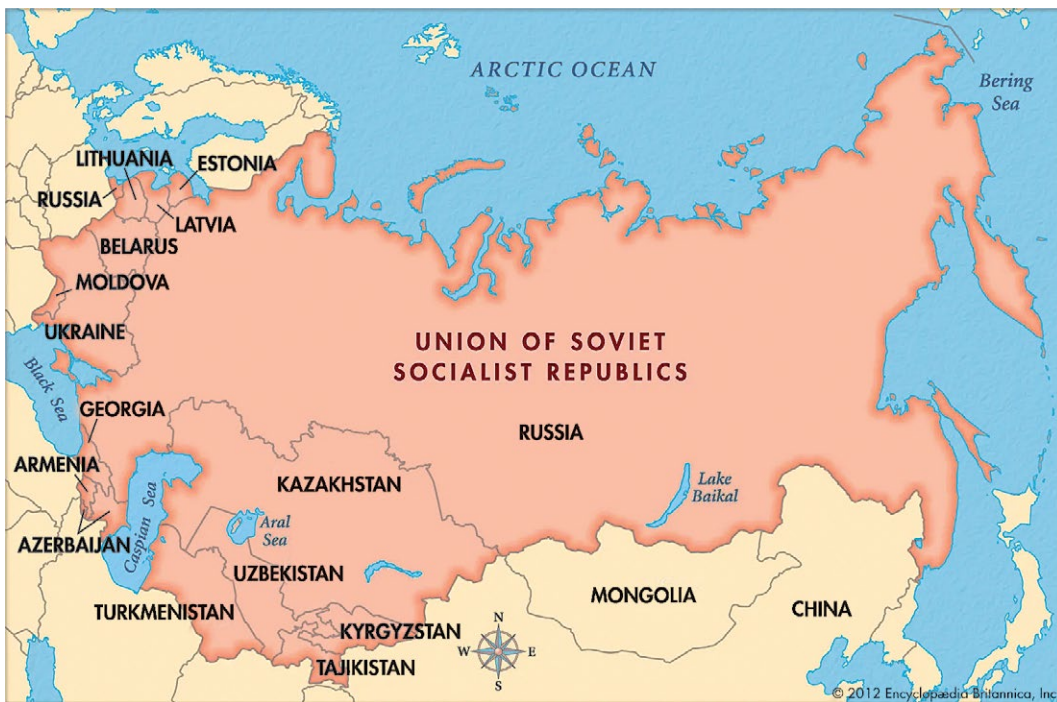 ARCTIC OCEAN
Bering
Sea
LITHUANIA
ESTONIA
RUSSIA
LATVIA
BELARUS
MOLDOVA
UKRAINE
Black Sea
UNION OF SOVIET
SOCIALIST REPUBLICS
GEORGIA
RUSSIA
ARMENIA
KAZAKHSTAN
Lake
Baikal
Caspian Sea
Aral
Sea
AZERBAIJAN
UZBEKISTAN
TURKMENISTAN
MONGOLIA
CHINA
KYRGYZSTAN
TAJIKISTAN
N
W
E
S
© 2012 Encyclopædia Britannica, Inc